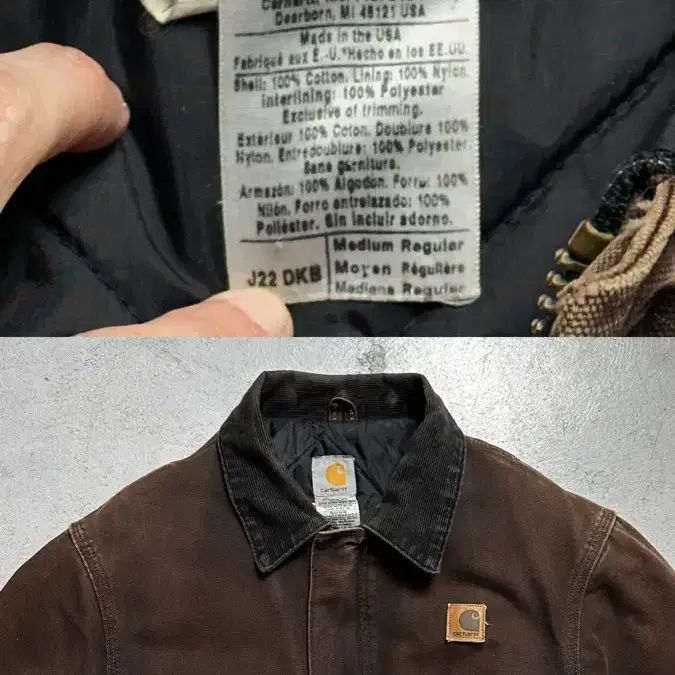 Dearborn, MI 48121 USA
Made in the USA
Fabriqué aux É.-U.*Hecho en los EE.UU.
Shell: 100% Cotton. Lining: 100% Nylon.
Interlining: 100% Polyester
Exclusive of trimming.
Extérieur 100% Coton. Doublure 100%
Nylon. Entredoublure: 100% Polyester.
Sans garniture.
Armazón: 100% Algodon. Forro: 100%
Nilón. Forro entrelazado: 100%
Poliéster. Sin incluir adorno.
J22 DKB
Medium Regular
Moyen Régulière
Mediana Regular
carhartt
carhartt